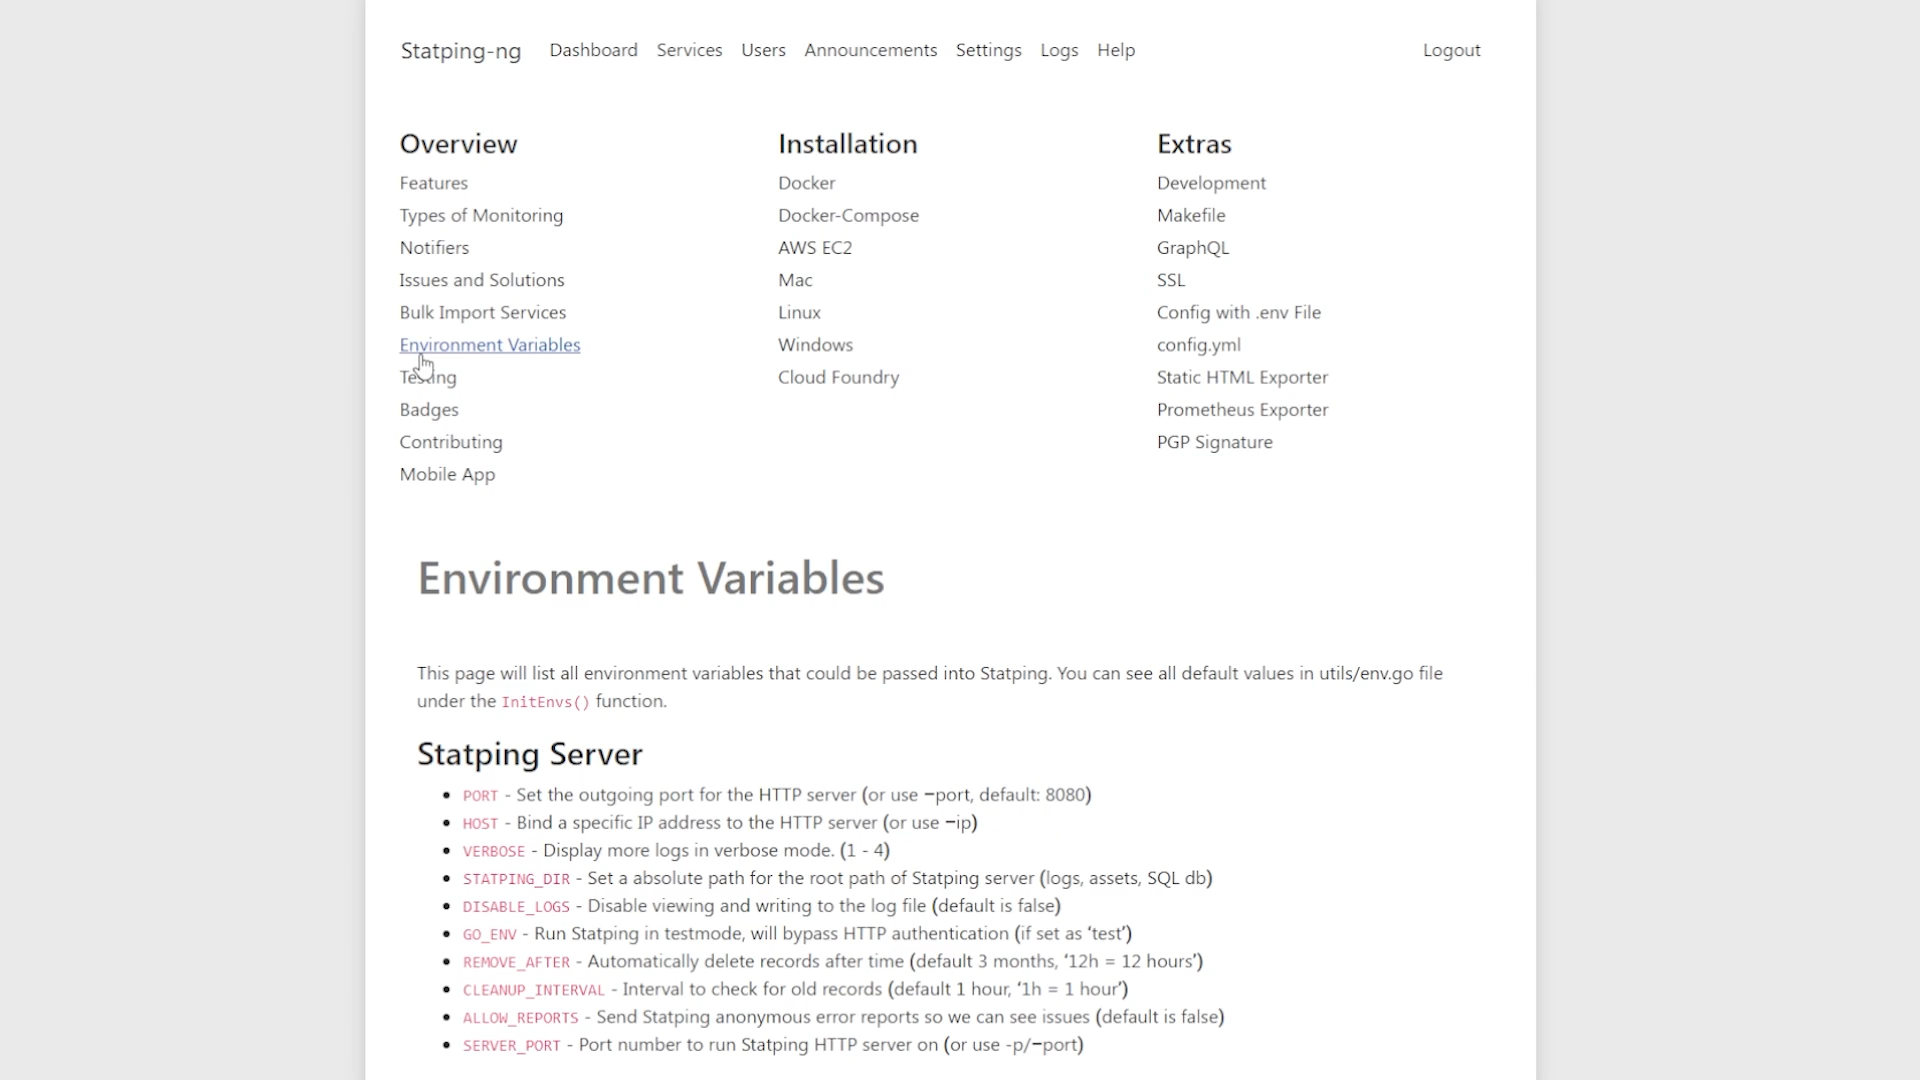 Statping-ng Dashboard Services Users Announcements Settings Logs Help Logout
Overview
Features
Types of Monitoring
Notifiers
Issues and Solutions
Bulk Import Services
Environment Variables
Testing
Badges
Contributing
Mobile App
Installation
Docker
Docker-Compose
AWS EC2
Mac
Linux
Windows
Cloud Foundry
Extras
Development
Makefile
GraphQL
SSL
Config with .env File
config.yml
Static HTML Exporter
Prometheus Exporter
PGP Signature
Environment Variables
This page will list all environment variables that could be passed into Statping. You can see all default values in utils/env.go file
under the InitEnvs() function.
Statping Server
• PORT - Set the outgoing port for the HTTP server (or use –port, default: 8080)
• HOST - Bind a specific IP address to the HTTP server (or use –ip)
• VERBOSE - Display more logs in verbose mode. (1 - 4)
• STATPING_DIR - Set a absolute path for the root path of Statping server (logs, assets, SQL db)
• DISABLE_LOGS - Disable viewing and writing to the log file (default is false)
• GO_ENV - Run Statping in testmode, will bypass HTTP authentication (if set as ‘test’)
• REMOVE_AFTER - Automatically delete records after time (default 3 months, ‘12h = 12 hours’)
• CLEANUP_INTERVAL - Interval to check for old records (default 1 hour, ‘1h = 1 hour’)
• ALLOW_REPORTS - Send Statping anonymous error reports so we can see issues (default is false)
• SERVER_PORT - Port number to run Statping HTTP server on (or use -p/–port)